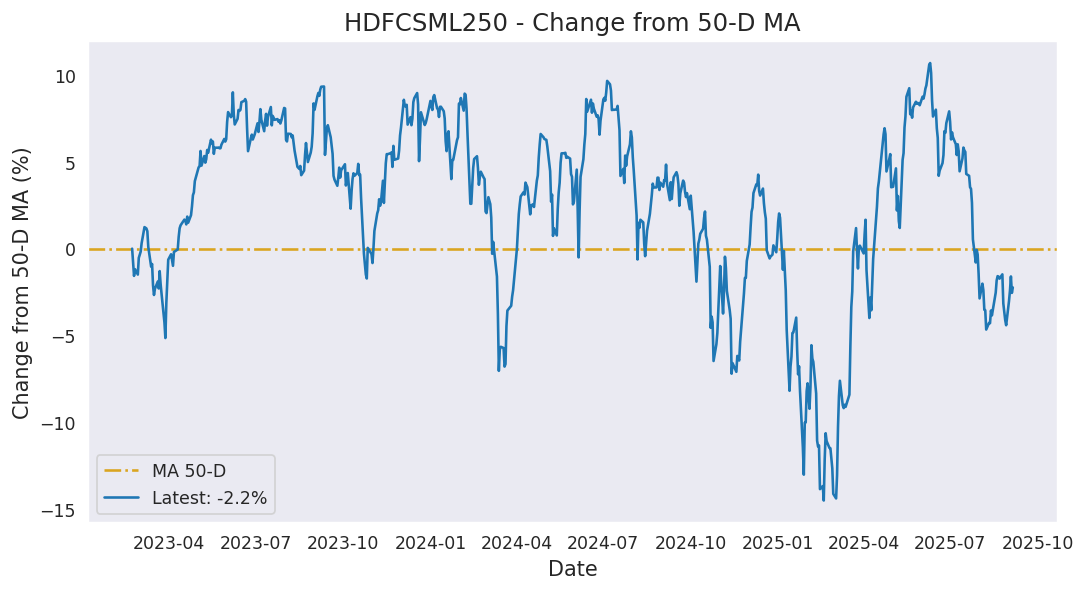 HDFCSML250 - Change from 50-D MA
Change from 50-D MA (%)
10
5
0
−5
−10
−15
MA 50-D
Latest: -2.2%
2023-04 2023-07 2023-10 2024-01 2024-04 2024-07 2024-10 2025-01 2025-04 2025-07 2025-10
Date